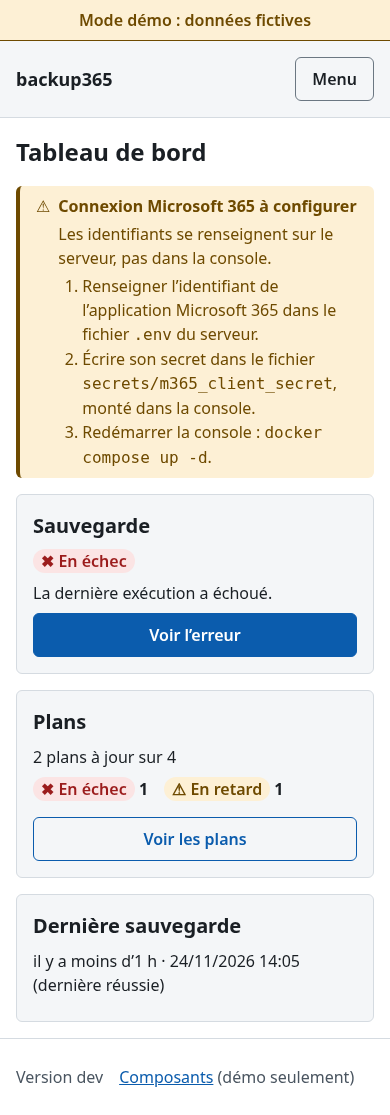 Mode démo : données fictives
backup365
Menu
Tableau de bord
⚠ Connexion Microsoft 365 à configurer
Les identifiants se renseignent sur le
serveur, pas dans la console.
1. Renseigner l’identifiant de
l’application Microsoft 365 dans le
fichier .env du serveur.
2. Écrire son secret dans le fichier
secrets/m365_client_secret,
monté dans la console.
3. Redémarrer la console : docker
compose up -d.
Sauvegarde
✖ En échec
La dernière exécution a échoué.
Voir l’erreur
Plans
2 plans à jour sur 4
✖ En échec 1 ⚠ En retard 1
Voir les plans
Dernière sauvegarde
il y a moins d’1 h · 24/11/2026 14:05
(dernière réussie)
Version dev Composants (démo seulement)